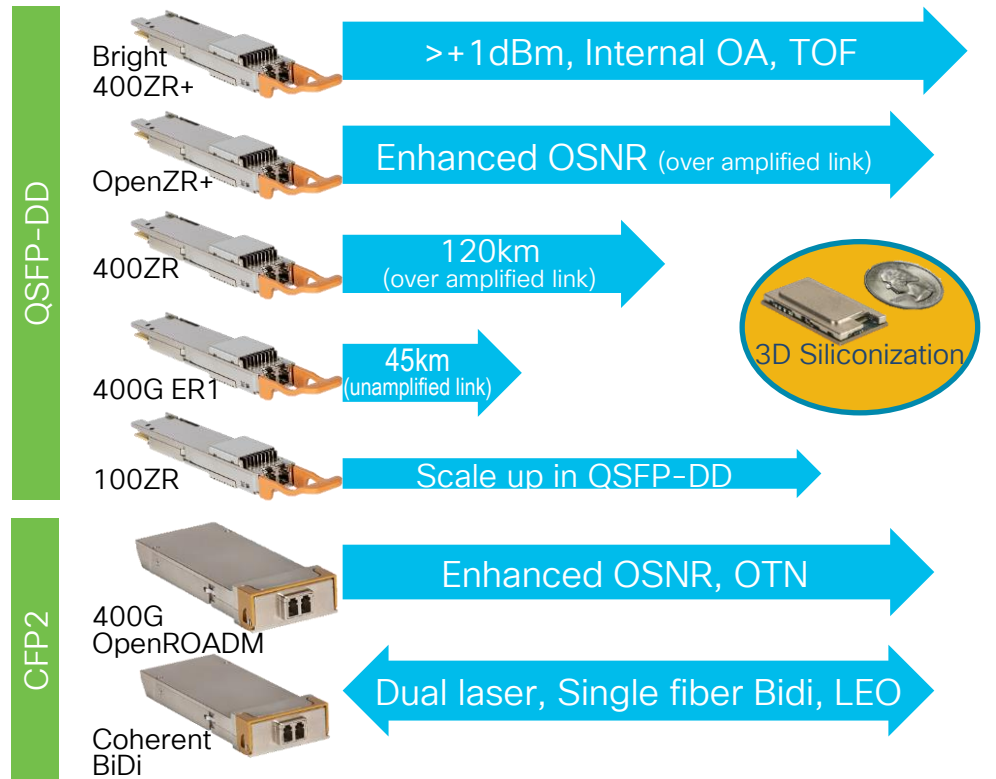 QSFP-DD
Bright
400ZR+
>+1dBm, Internal OA, TOF
OpenZR+
Enhanced OSNR (over amplified link)
400ZR
120km
(over amplified link)
3D Siliconization
400G ER1
45km
(unamplified link)
100ZR
Scale up in QSFP-DD
CFP2
400G
OpenROADM
Enhanced OSNR, OTN
Coherent
BiDi
Dual laser, Single fiber Bidi, LEO